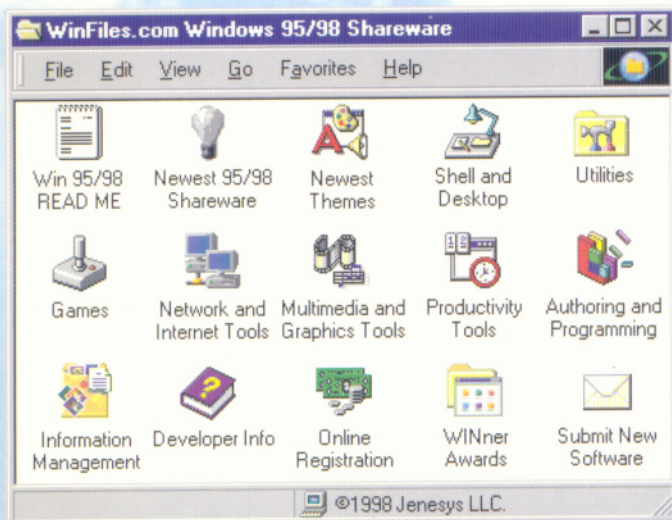 WinFiles.com Windows 95/98 Shareware
File Edit View Go Favorites Help
Win 95/98
READ ME
Newest 95/98
Shareware
Newest
Themes
Shell and
Desktop
Utilities
Games
Network and
Internet Tools
Multimedia and
Graphics Tools
Productivity
Tools
Authoring and
Programming
Information
Management
Developer Info
Online
Registration
WINner
Awards
Submit New
Software
©1998 Jenesys LLC.